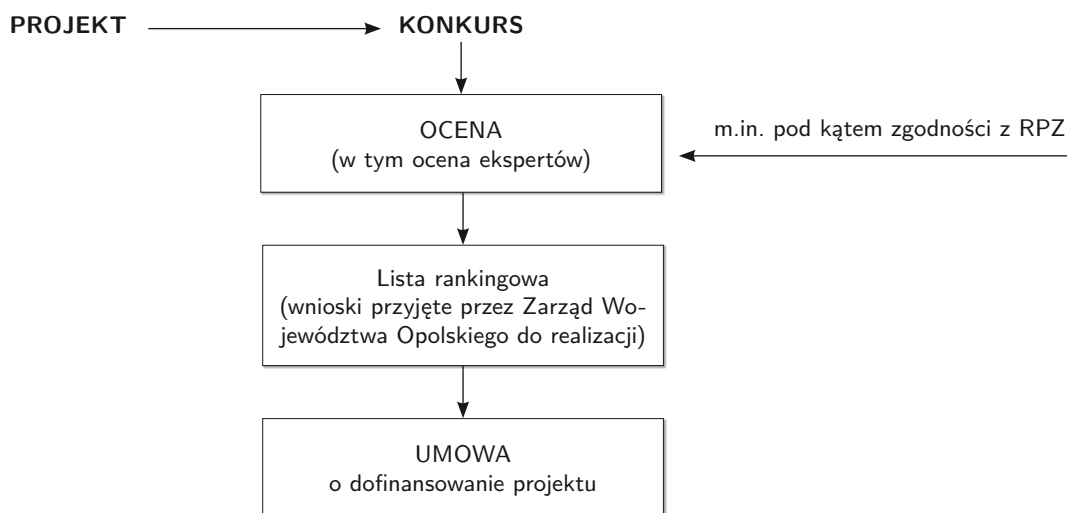 PROJEKT
KONKURS
OCENA
(w tym ocena ekspertów)
m.in. pod kątem zgodności z RPZ
Lista rankingowa
(wnioski przyjęte przez Zarząd Wo-
jewództwa Opolskiego do realizacji)
UMOWA
o dofinansowanie projektu